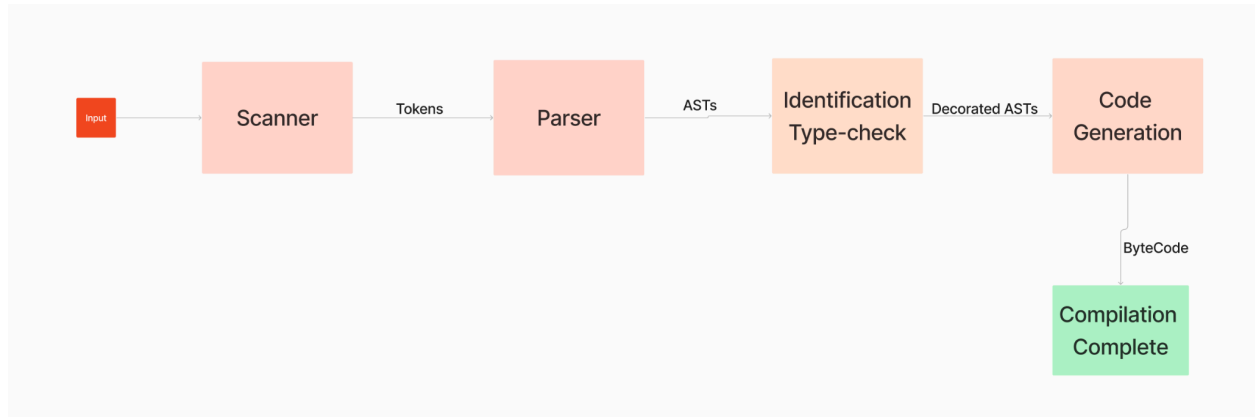 Input
Scanner
Tokens
Parser
ASTs
Identification
Type-check
Decorated ASTs
Code
Generation
ByteCode
Compilation
Complete